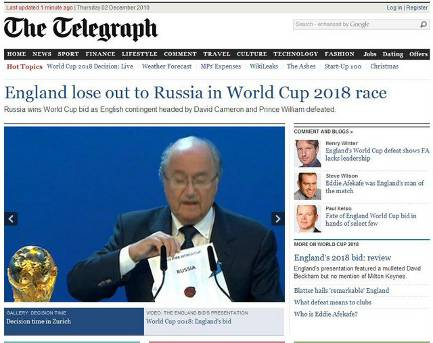 Last updated 1 minute ago | Thursday 02 December 2010
Log in | Register
The Telegraph
Search - enhanced by Google
HOME NEWS SPORT FINANCE LIFESTYLE COMMENT TRAVEL CULTURE TECHNOLOGY FASHION Jobs Dating Offers
Hot Topics World Cup 2018 Decision: Live Weather Forecast MPs' Expenses WikiLeaks The Ashes Start-Up 100 Christmas
England lose out to Russia in World Cup 2018 race
Russia wins World Cup bid as English contingent headed by David Cameron and Prince William defeated.
RUSSIA
GALLERY: DECISION TIME
Decision time in Zurich
VIDEO: THE ENGLAND BIDS PRESENTATION
World Cup 2018: England's bid
COMMENT AND BLOGS »
Henry Winter
England's World Cup defeat shows FA
lacks leadership
Steve Wilson
Eddie Afekafe was England's man of
the match
Paul Kelso
Fate of England World Cup bid in
hands of select few
MORE ON WORLD CUP 2018
England's 2018 bid: review
England's presentation featured a mulleted David
Beckham but no mention of Milton Keynes.
Blatter hails 'remarkable' England
What defeat means to clubs
Who is Eddie Afekafe?